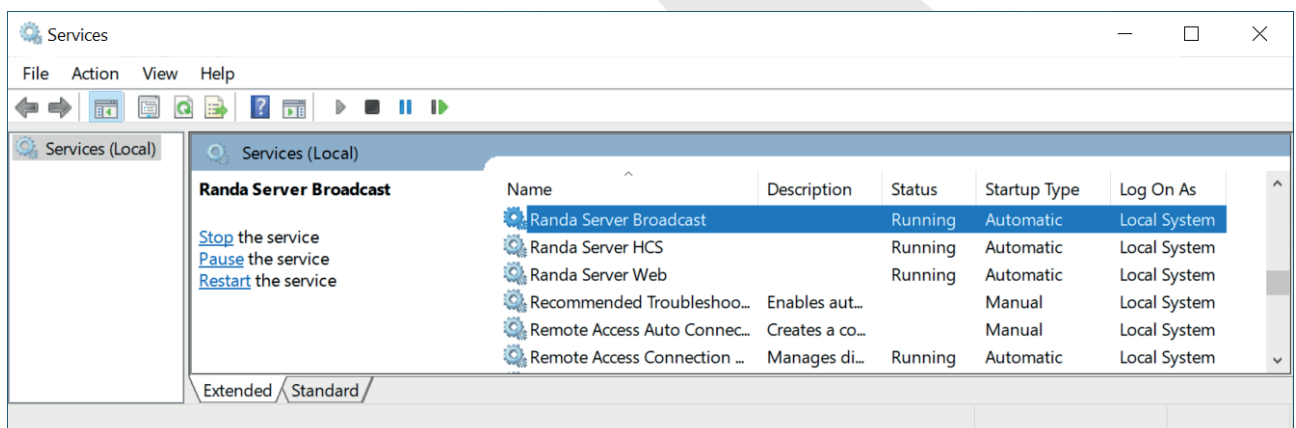 Services
File Action View Help
Services (Local)
Services (Local)
Randa Server Broadcast
Stop the service
Pause the service
Restart the service
Name Description Status Startup Type Log On As
Randa Server Broadcast Running Automatic Local System
Randa Server HCS Running Automatic Local System
Randa Server Web Running Automatic Local System
Recommended Troubleshoo... Enables aut... Manual Local System
Remote Access Auto Connec... Creates a co... Manual Local System
Remote Access Connection ... Manages di... Running Automatic Local System
Extended Standard